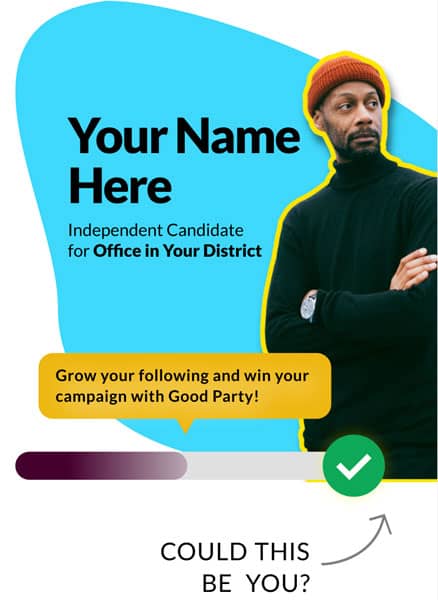 Your Name
Here
Independent Candidate
for Office in Your District
Grow your following and win your
campaign with Good Party!
COULD THIS
BE YOU?